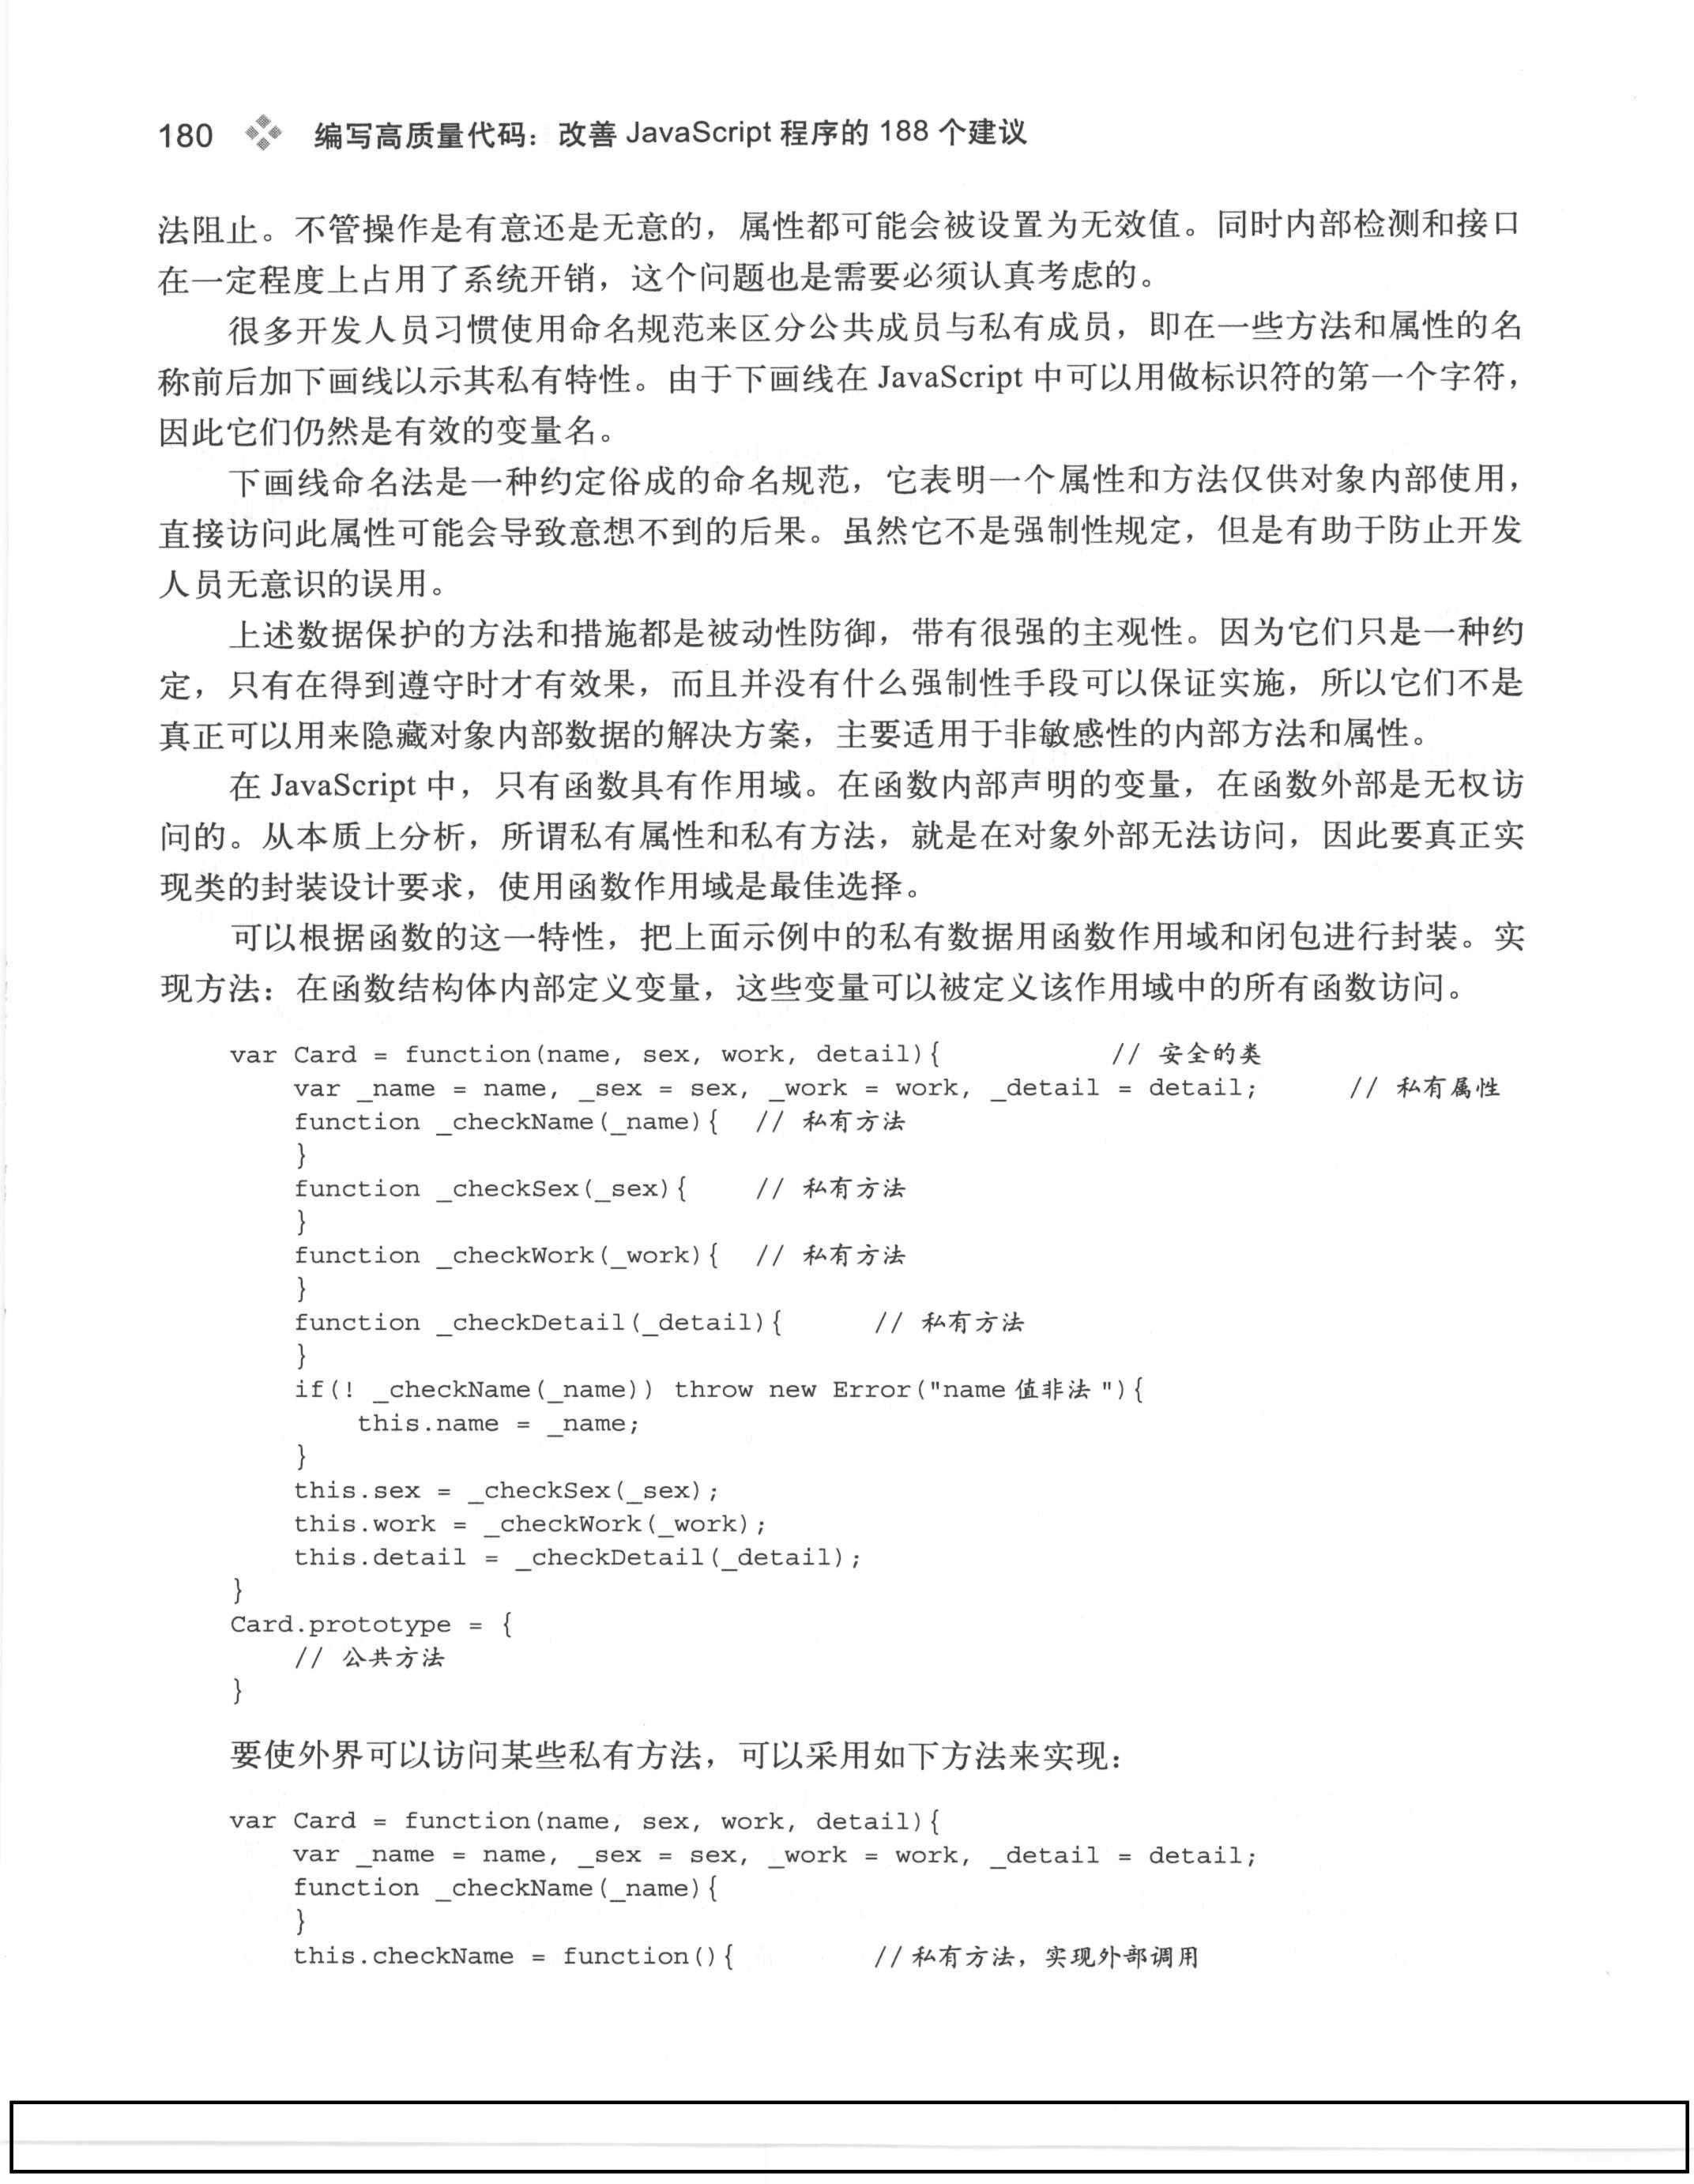 180 编写高质量代码：改善 JavaScript 程序的 188 个建议
法阻止。不管操作是有意还是无意的，属性都可能会被设置为无效值。同时内部检测和接口
在一定程度上占用了系统开销，这个问题也是需要必须认真考虑的。
很多开发人员习惯使用命名规范来区分公共成员与私有成员，即在一些方法和属性的名
称前后加下画线以示其私有特性。由于下画线在 JavaScript 中可以用做标识符的第一个字符，
因此它们仍然是有效的变量名。
下画线命名法是一种约定俗成的命名规范，它表明一个属性和方法仅供对象内部使用，
直接访问此属性可能会导致意想不到的后果。虽然它不是强制性规定，但是有助于防止开发
人员无意识的误用。
上述数据保护的方法和措施都是被动性防御，带有很强的主观性。因为它们只是一种约
定，只有在得到遵守时才有效果，而且并没有什么强制性手段可以保证实施，所以它们不是
真正可以用来隐藏对象内部数据的解决方案，主要适用于非敏感性的内部方法和属性。
在 JavaScript 中，只有函数具有作用域。在函数内部声明的变量，在函数外部是无权访
问的。从本质上分析，所谓私有属性和私有方法，就是在对象外部无法访问，因此要真正实
现类的封装设计要求，使用函数作用域是最佳选择。
可以根据函数的这一特性，把上面示例中的私有数据用函数作用域和闭包进行封装。实
现方法：在函数结构体内部定义变量，这些变量可以被定义该作用域中的所有函数访问。
var Card = function(name, sex, work, detail){ // 安全的类
var _name = name, _sex = sex, _work = work, _detail = detail; // 私有属性
function _checkName(_name){ // 私有方法
}
function _checkSex(_sex){ // 私有方法
}
function _checkWork(_work){ // 私有方法
}
function _checkDetail(_detail){ // 私有方法
}
if(! _checkName(_name)) throw new Error("name 值非法 "){
this.name = _name;
}
this.sex = _checkSex(_sex);
this.work = _checkWork(_work);
this.detail = _checkDetail(_detail);
}
Card.prototype = {
// 公共方法
}
要使外界可以访问某些私有方法，可以采用如下方法来实现：
var Card = function(name, sex, work, detail){
var _name = name, _sex = sex, _work = work, _detail = detail;
function _checkName(_name){
}
this.checkName = function(){ // 私有方法，实现外部调用